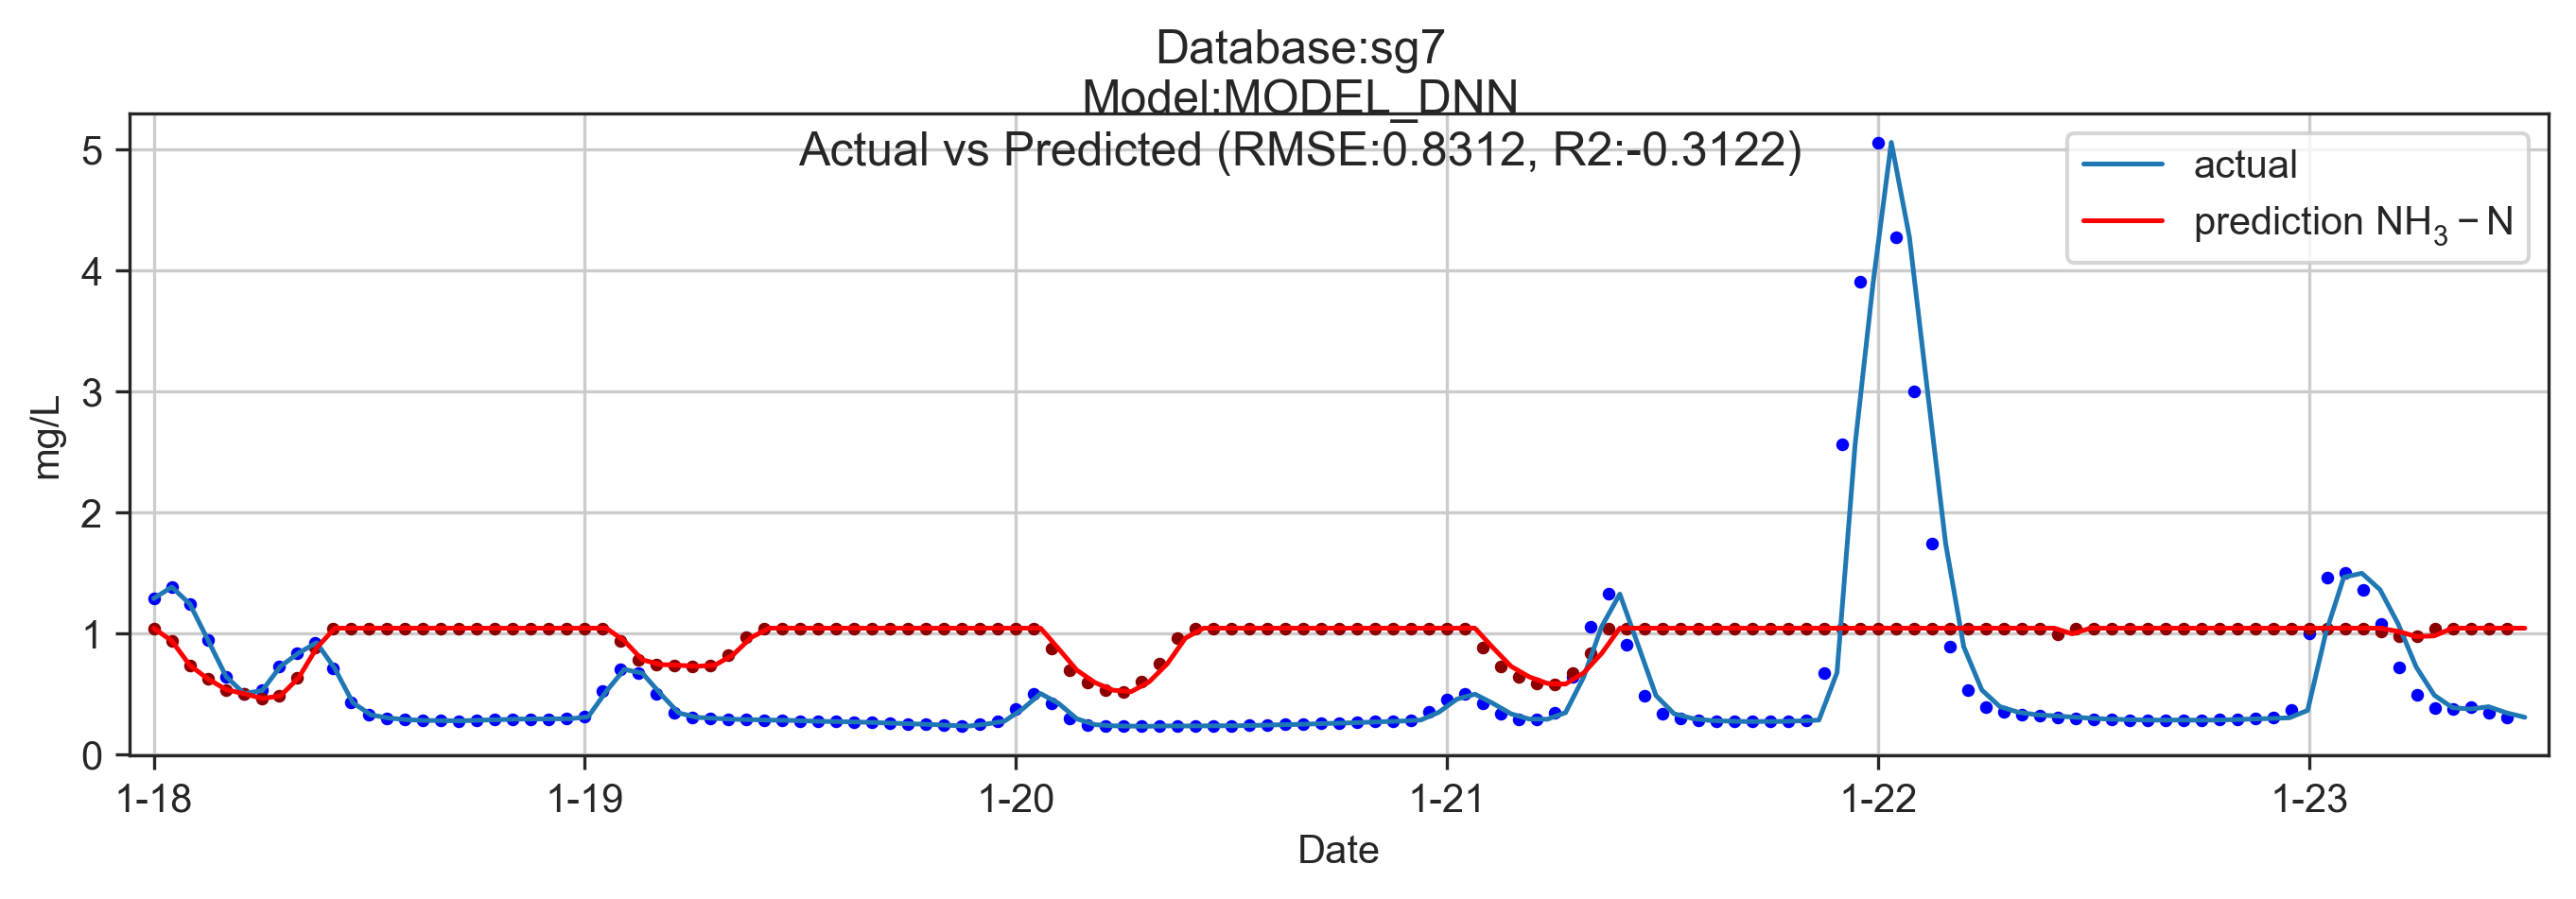 Database:sg7
Model:MODEL_DNN
Actual vs Predicted (RMSE:0.8312, R2:-0.3122)
actual
prediction NH₃ − N
mg/L
5
4
3
2
1
0
1-18 1-19 1-20 1-21 1-22 1-23
Date